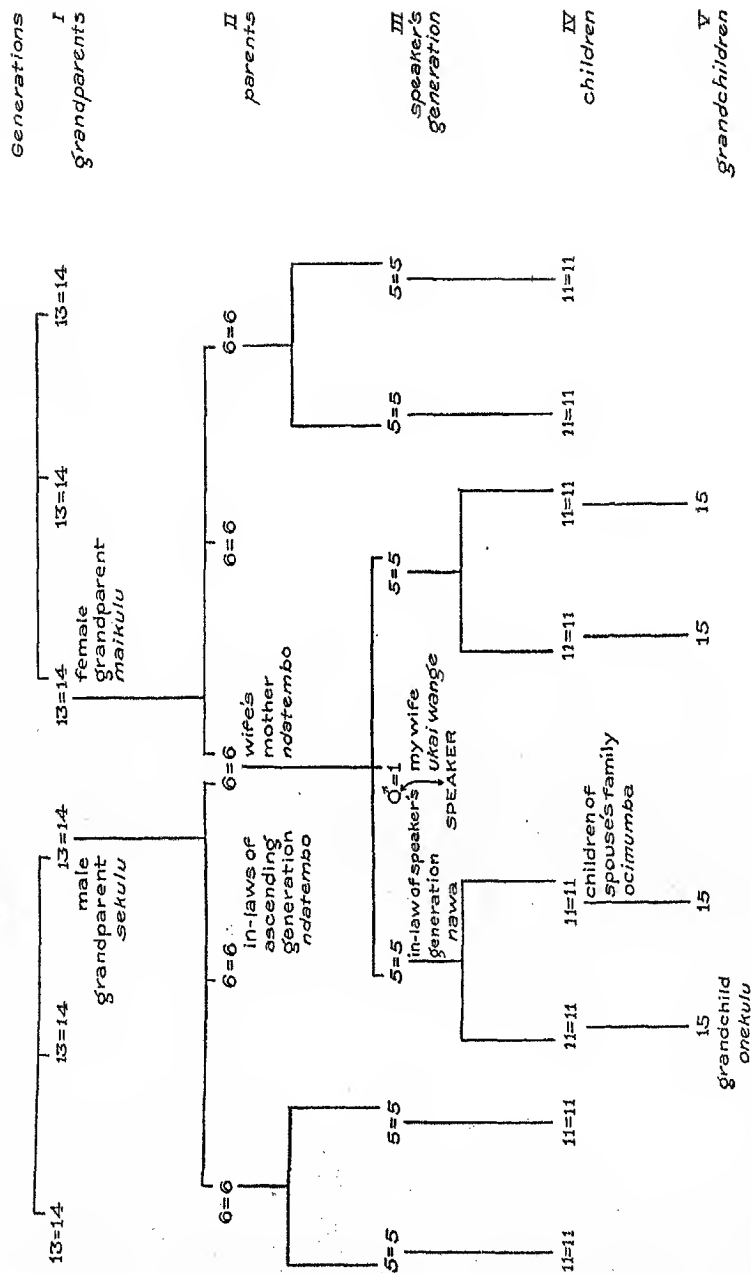 Generations
13=14 13=14 13=14 13=14 13=14 13=14
I
grandparents
male
grandparent
sekulu
female
grandparent
maikulu
6=6 6=6 6=6 6=6 6=6
II
parents
in-laws of
ascending
generation
ndatembo
wife's
mother
ndatembo
5=5 5=5 5=5 ♂=1 5=5 5=5 5=5
III
speaker's
generation
in-law of speaker's
generation
nawa
my wife
ukai wange
SPEAKER
11=11 11=11 11=11 11=11 11=11 11=11 11=11 11=11
IV
children
children of
spouse's family
ocimumba
15 15 15 15
V
grandchildren
grandchild
onekulu